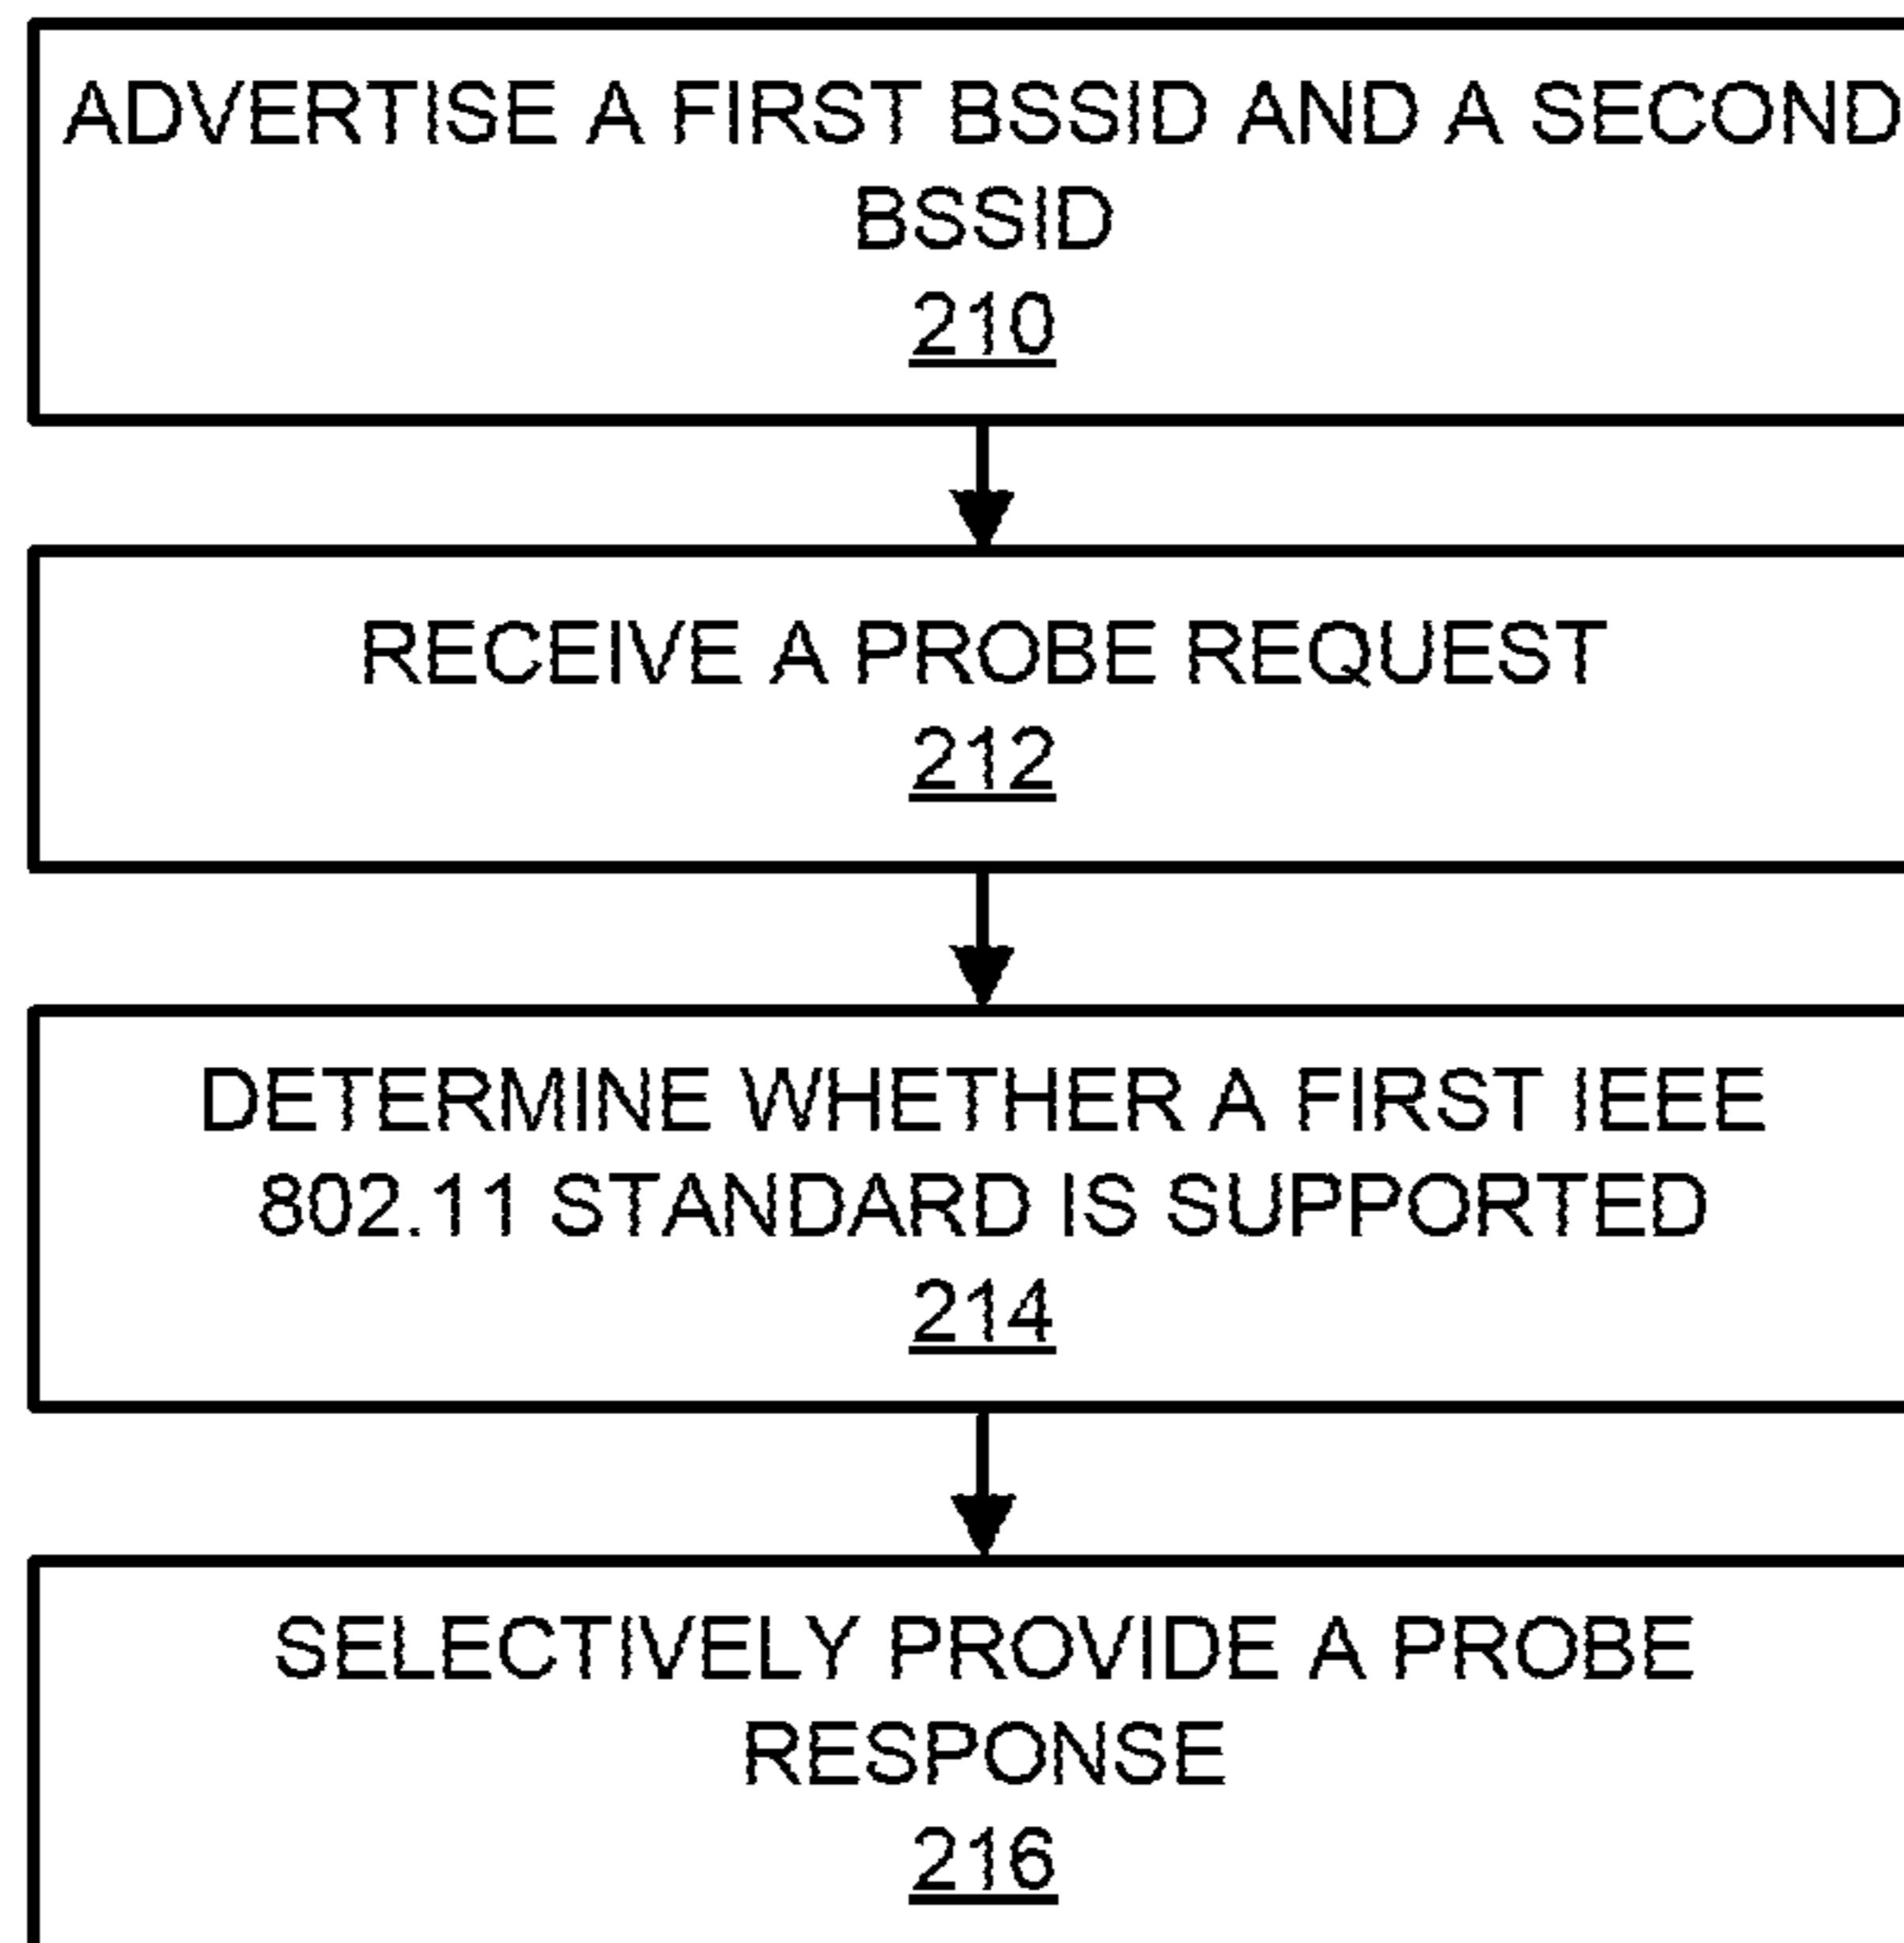 ADVERTISE A FIRST BSSID AND A SECOND
BSSID
210
RECEIVE A PROBE REQUEST
212
DETERMINE WHETHER A FIRST IEEE
802.11 STANDARD IS SUPPORTED
214
SELECTIVELY PROVIDE A PROBE
RESPONSE
216